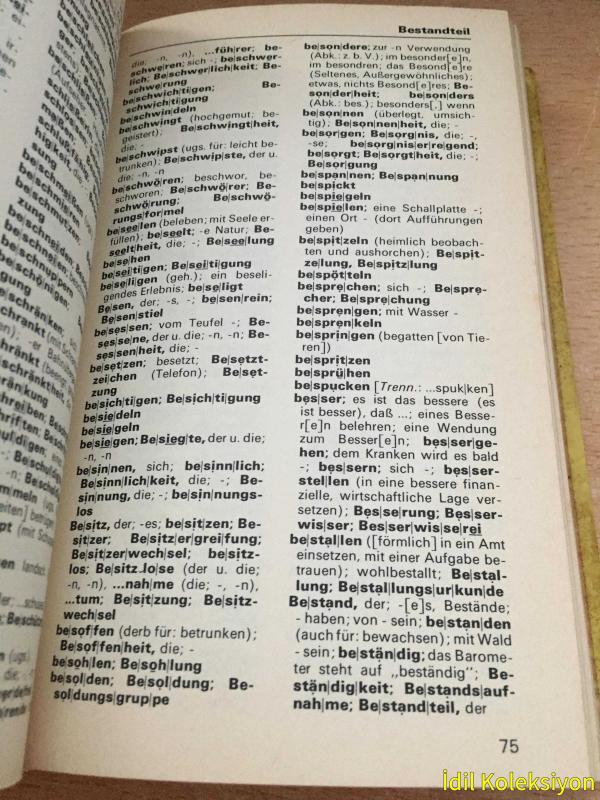 Bestandteil
die; -n, -n), ...füh|rer; be-
schwe|ren; sich -; be|schwer-
lich; Be|schwer|lich|keit; Be-
schwe|rung
be|schwich|ti|gen; Be-
schwich|ti|gung
be|schwin|deln
be|schwingt (hochgemut; be-
geistert); Be|schwingt|heit,
die; -
be|schwipst (ugs. für: leicht be-
trunken); Be|schwip|ste, der u.
die; -n, -n
be|schwö|ren; beschwor, be-
schworen; Be|schwö|rer; Be-
schwö|rung; Be|schwö-
rungs|for|mel
be|see|len (beleben; mit Seele er-
füllen); be|seelt; -e Natur; Be-
seelt|heit, die; -; Be|see|lung
be|se|hen
be|sei|ti|gen; Be|sei|ti|gung
be|se|li|gen (geh.); ein beseli-
gendes Erlebnis; be|se|ligt
Be|sen, der; -s, -; be|sen|rein;
Be|sen|stiel
be|ses|sen; vom Teufel -; Be-
ses|se|ne, der u. die; -n, -n; Be-
ses|sen|heit, die; -
be|set|zen; besetzt; Be|setzt-
zei|chen (Telefon); Be|set-
zung
be|sich|ti|gen; Be|sich|ti|gung
be|sie|deln
be|sie|geln
be|sie|gen; Be|sieg|te, der u. die;
-n, -n
be|sin|nen, sich; be|sinn|lich;
Be|sinn|lich|keit, die; -; Be-
sin|nung, die; -; be|sin|nungs-
los
Be|sitz, der; -es; be|sit|zen; Be-
sit|zer; Be|sitz|er|grei|fung;
Be|sit|zer|wech|sel; be|sitz-
los; Be|sitz|lo|se (der u. die;
-n, -n), ...nah|me (die; -, -n),
...tum; Be|sit|zung; Be|sitz-
wech|sel
be|sof|fen (derb für: betrunken);
Be|sof|fen|heit, die; -
be|soh|len; Be|soh|lung
be|sol|den; Be|sol|dung; Be-
sol|dungs|grup|pe
be|son|de|re; zur -n Verwendung
(Abk.: z. b. V.); im besonder[e]n,
im besondren; das Besond[e]re
(Seltenes, Außergewöhnliches);
etwas, nichts Besond[e]res; Be-
son|der|heit; be|son|ders
(Abk.: bes.); besonders[,] wenn
be|son|nen (überlegt, umsich-
tig); Be|son|nen|heit, die; -
be|sor|gen; Be|sorg|nis, die; -,
-se; be|sorg|nis|er|re|gend;
be|sorgt; Be|sorgt|heit, die; -;
Be|sor|gung
be|span|nen; Be|span|nung
be|spickt
be|spie|geln
be|spie|len; eine Schallplatte -;
einen Ort - (dort Aufführungen
geben)
be|spit|zeln (heimlich beobach-
ten und aushorchen); Be|spit-
ze|lung, Be|spitz|lung
be|spöt|teln
be|spre|chen; sich -; Be|spre-
cher; Be|spre|chung
be|spren|gen; mit Wasser -
be|spren|keln
be|sprin|gen (begatten [von Tie-
ren])
be|sprit|zen
be|sprü|hen
be|spucken [Trenn.: ...spuk|ken]
bes|ser; es ist das bessere (es
ist besser), daß ...; eines Besse-
r[e]n belehren; eine Wendung
zum Besser[e]n; bes|ser|ge-
hen; dem Kranken wird es bald
-; bes|sern; sich -; bes|ser-
stel|len (in eine bessere finan-
zielle, wirtschaftliche Lage ver-
setzen); Bes|se|rung; Bes|ser-
wis|ser; Bes|ser|wis|se|rei
be|stal|len ([förmlich] in ein Amt
einsetzen, mit einer Aufgabe be-
trauen); wohlbestallt; Be|stal-
lung; Be|stal|lungs|ur|kun|de
Be|stand, der; -[e]s, Bestände;
- haben; von - sein; be|stan|den
(auch für: bewachsen); mit Wald
- sein; be|stän|dig; das Barome-
ter steht auf „beständig“; Be-
stän|dig|keit; Be|stands|auf-
nah|me; Be|stand|teil, der
75
İdil Koleksiyon